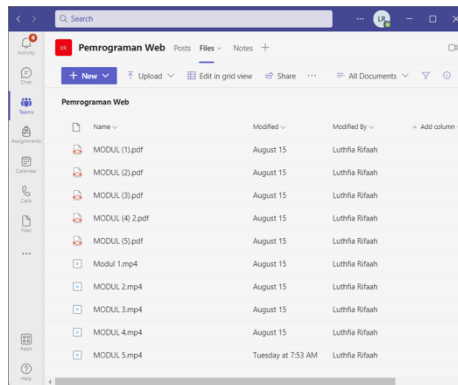 Search
LR
4
Activity
Chat
Teams
Assignments
Calendar
Calls
Files
Apps
Help
Pemrograman Web Posts Files Notes
New Upload Edit in grid view Share All Documents
Pemrograman Web
Name Modified Modified By Add column
MODUL (1).pdf August 15 Luthfia Rifaah
MODUL (2).pdf August 15 Luthfia Rifaah
MODUL (3).pdf August 15 Luthfia Rifaah
MODUL (4) 2.pdf August 15 Luthfia Rifaah
MODUL (5).pdf August 15 Luthfia Rifaah
Modul 1.mp4 August 15 Luthfia Rifaah
MODUL 2.mp4 August 15 Luthfia Rifaah
MODUL 3.mp4 August 15 Luthfia Rifaah
MODUL 4.mp4 August 15 Luthfia Rifaah
MODUL 5.mp4 Tuesday at 7:53 AM Luthfia Rifaah